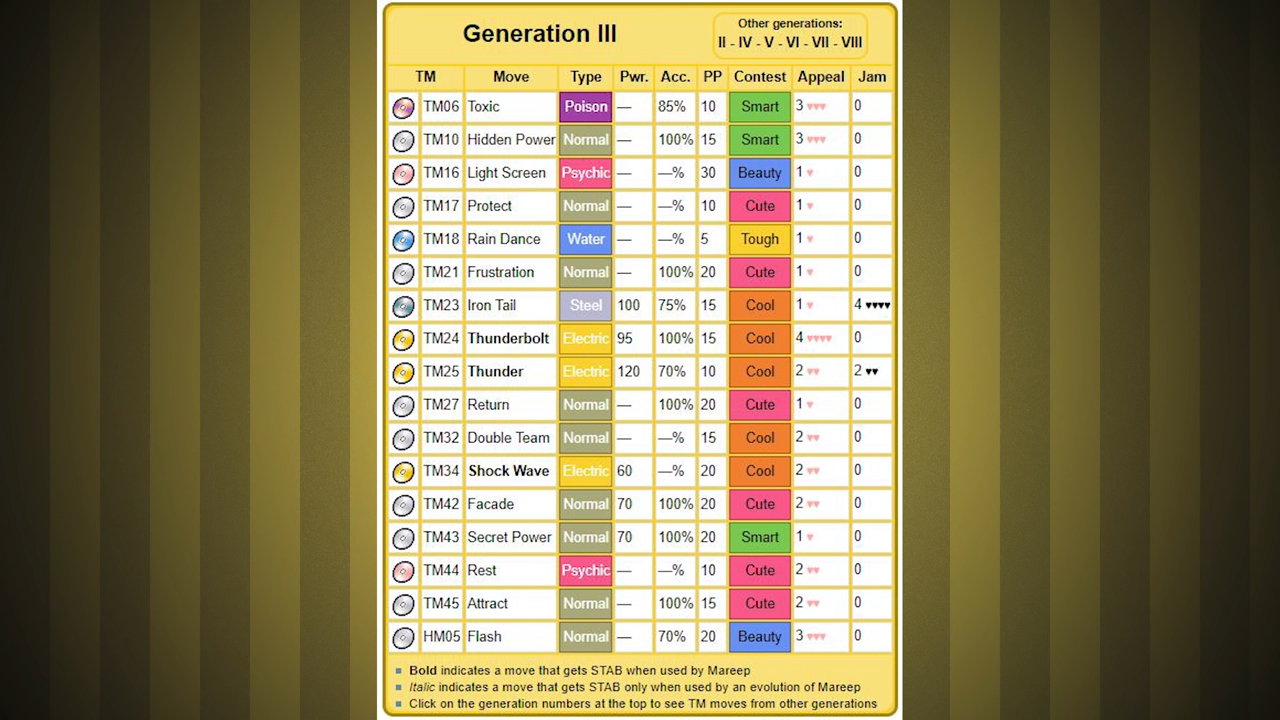 Generation III
Other generations:
II - IV - V - VI - VII - VIII
TM Move Type Pwr. Acc. PP Contest Appeal Jam
TM06 Toxic Poison — 85% 10 Smart 3 ♥♥♥ 0
TM10 Hidden Power Normal — 100% 15 Smart 3 ♥♥♥ 0
TM16 Light Screen Psychic — —% 30 Beauty 1 ♥ 0
TM17 Protect Normal — —% 10 Cute 1 ♥ 0
TM18 Rain Dance Water — —% 5 Tough 1 ♥ 0
TM21 Frustration Normal — 100% 20 Cute 1 ♥ 0
TM23 Iron Tail Steel 100 75% 15 Cool 1 ♥ 4 ♥♥♥♥
TM24 Thunderbolt Electric 95 100% 15 Cool 4 ♥♥♥♥ 0
TM25 Thunder Electric 120 70% 10 Cool 2 ♥♥ 2 ♥♥
TM27 Return Normal — 100% 20 Cute 1 ♥ 0
TM32 Double Team Normal — —% 15 Cool 2 ♥♥ 0
TM34 Shock Wave Electric 60 —% 20 Cool 2 ♥♥ 0
TM42 Facade Normal 70 100% 20 Cute 2 ♥♥ 0
TM43 Secret Power Normal 70 100% 20 Smart 1 ♥ 0
TM44 Rest Psychic — —% 10 Cute 2 ♥♥ 0
TM45 Attract Normal — 100% 15 Cute 2 ♥♥ 0
HM05 Flash Normal — 70% 20 Beauty 3 ♥♥♥ 0
Bold indicates a move that gets STAB when used by Mareep
Italic indicates a move that gets STAB only when used by an evolution of Mareep
Click on the generation numbers at the top to see TM moves from other generations